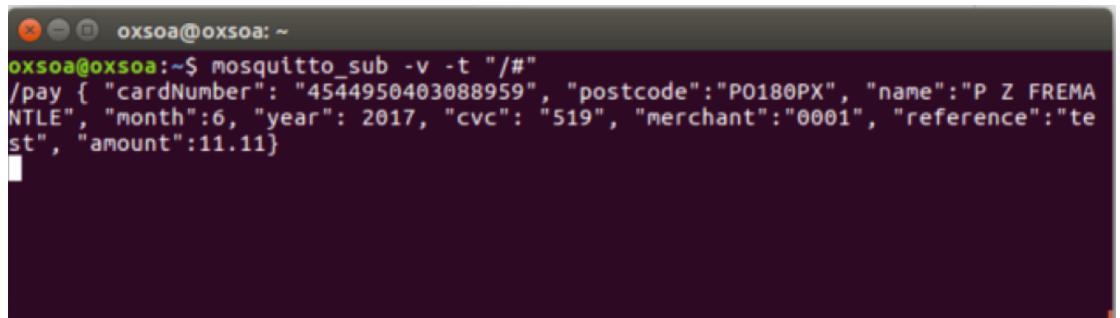 oxsoa@oxsoa: ~
oxsoa@oxsoa:~$ mosquitto_sub -v -t "/#"
/pay { "cardNumber": "4544950403088959", "postcode":"PO180PX", "name":"P Z FREMA
NTLE", "month":6, "year": 2017, "cvc": "519", "merchant":"0001", "reference":"te
st", "amount":11.11}